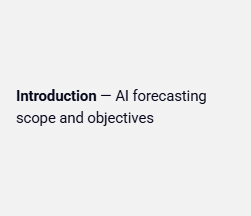 Introduction — AI forecasting
scope and objectives